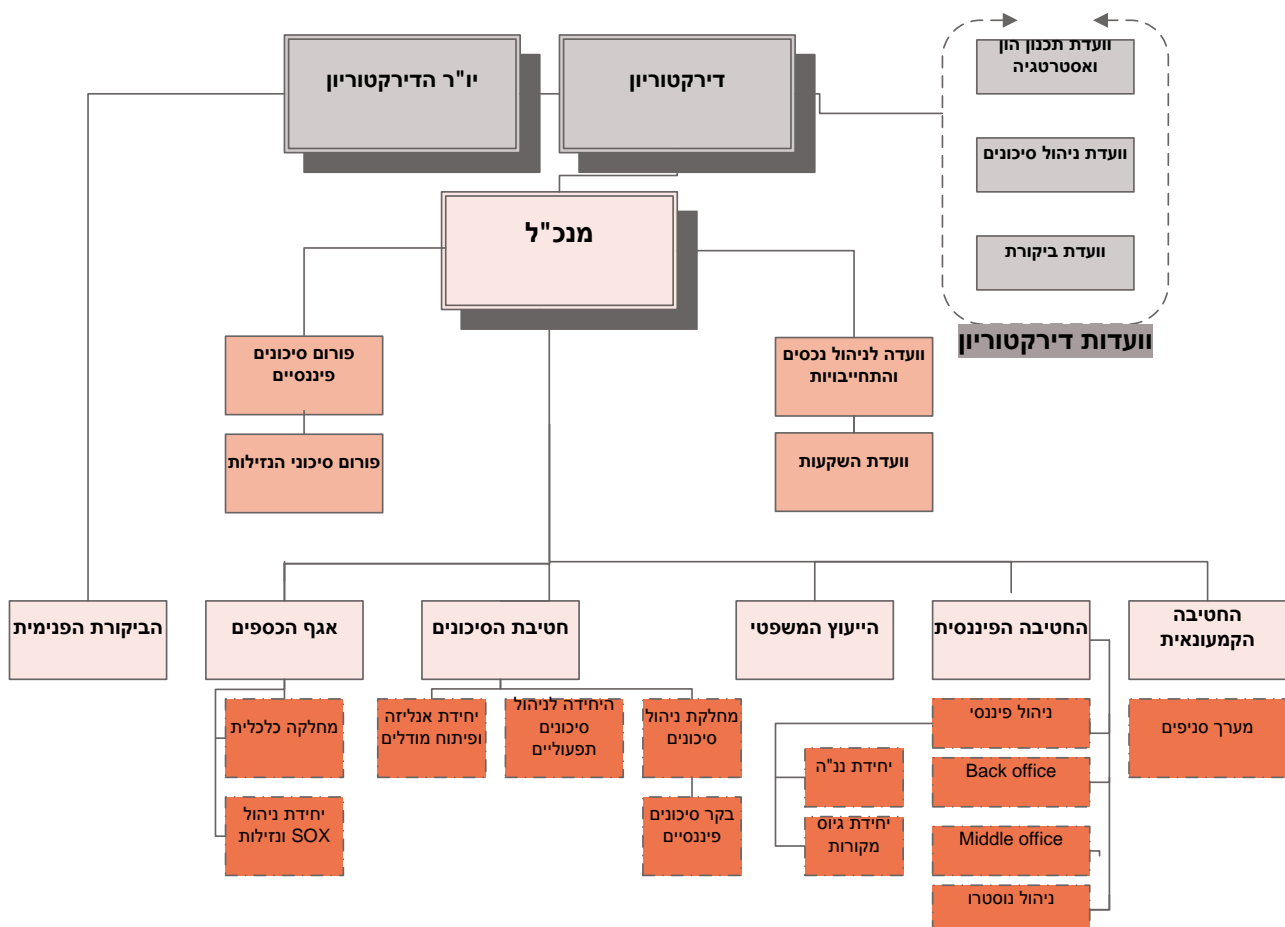 וועדת תכנון הון
ואסטרטגיה
דירקטוריון
יו"ר הדירקטוריון
וועדת ניהול סיכונים
מנכ"ל
וועדת ביקורת
וועדות דירקטוריון
וועדה לניהול נכסים
והתחייבויות
פורום סיכונים
פיננסיים
וועדת השקעות
פורום סיכוני הנזילות
החטיבה
הקמעונאית
החטיבה הפיננסית
הייעוץ המשפטי
חטיבת הסיכונים
אגף הכספים
הביקורת הפנימית
מערך סניפים
ניהול פיננסי
Back office
Middle office
ניהול נוסטרו
יחידת ננ"ה
יחידת גיוס
מקורות
מחלקת ניהול
סיכונים
בקר סיכונים
פיננסיים
היחידה לניהול
סיכונים
תפעוליים
יחידת אנליזה
ופיתוח מודלים
מחלקה כלכלית
יחידת ניהול
SOX ונזילות